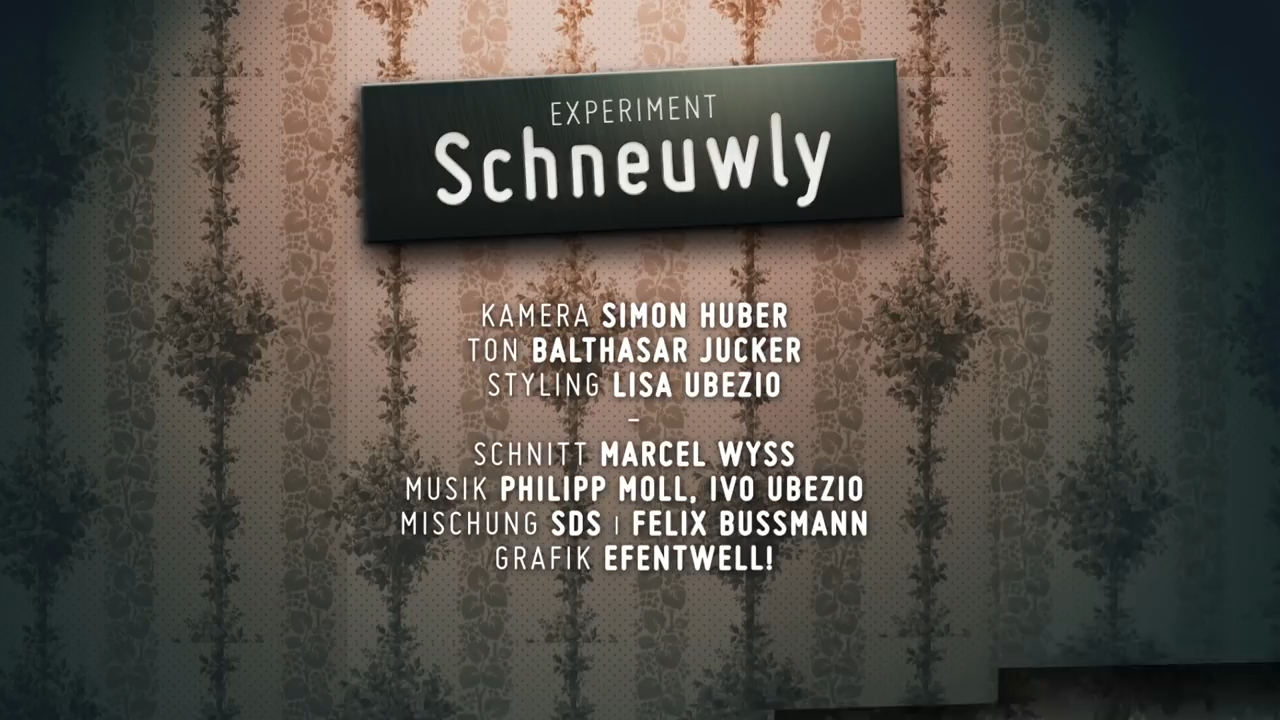 EXPERIMENT
Schneuwly
KAMERA SIMON HUBER
TON BALTHASAR JUCKER
STYLING LISA UBEZIO
–
SCHNITT MARCEL WYSS
MUSIK PHILIPP MOLL, IVO UBEZIO
MISCHUNG SDS | FELIX BUSSMANN
GRAFIK EFENTWELL!